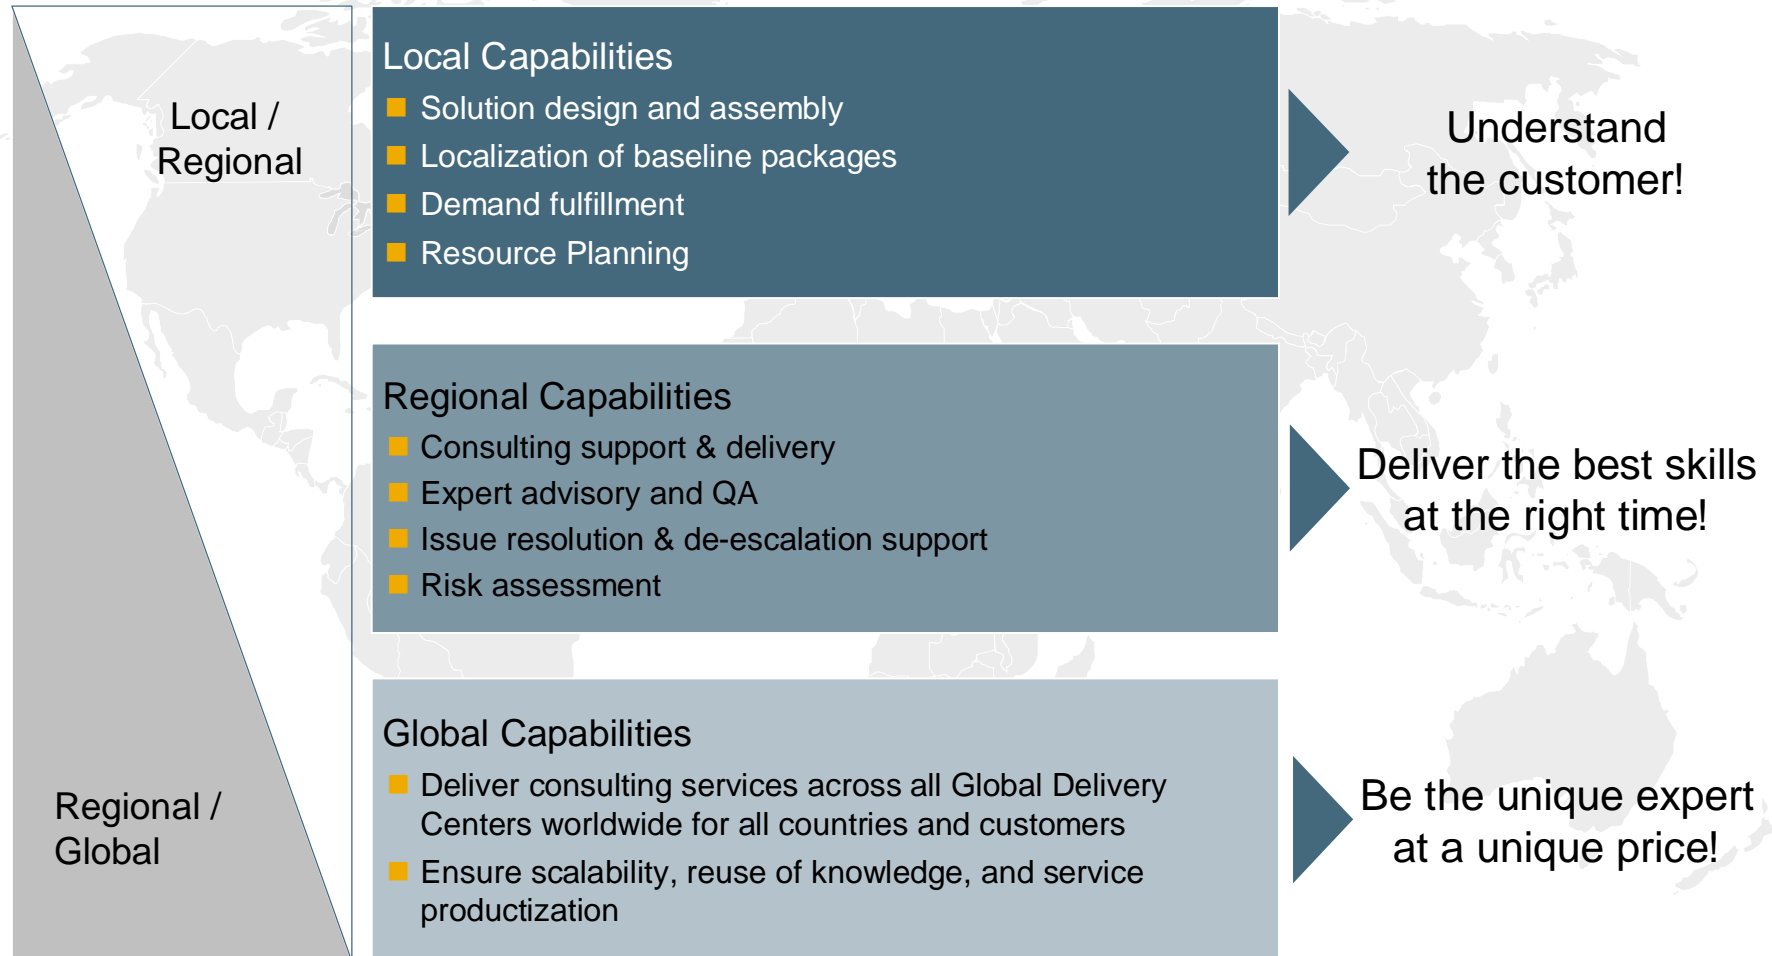 Local /
Regional
Local Capabilities
Solution design and assembly
Localization of baseline packages
Demand fulfillment
Resource Planning
Understand
the customer!
Regional Capabilities
Consulting support & delivery
Expert advisory and QA
Issue resolution & de-escalation support
Risk assessment
Deliver the best skills
at the right time!
Regional /
Global
Global Capabilities
Deliver consulting services across all Global Delivery
Centers worldwide for all countries and customers
Ensure scalability, reuse of knowledge, and service
productization
Be the unique expert
at a unique price!